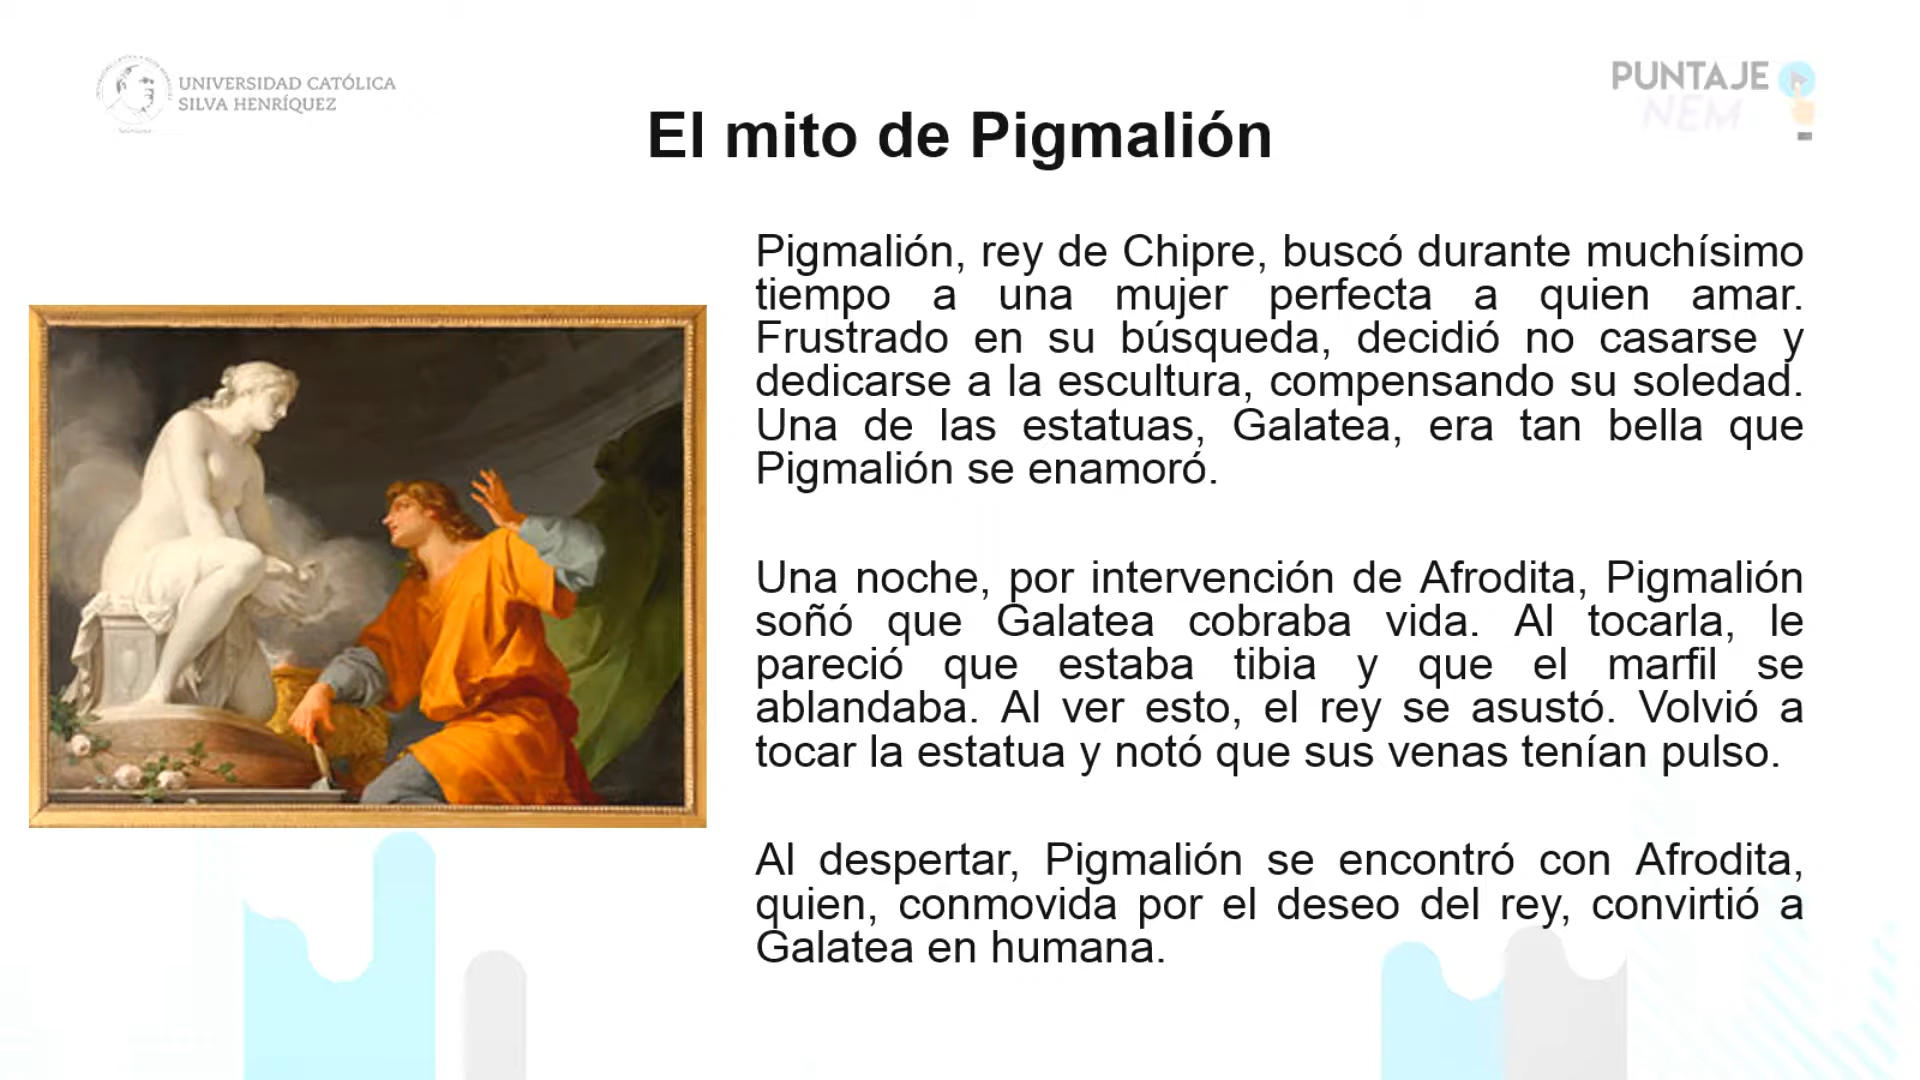 UNIVERSIDAD CATÓLICA
SILVA HENRÍQUEZ
PUNTAJE
NEM
El mito de Pigmalión
Pigmalión, rey de Chipre, buscó durante muchísimo
tiempo a una mujer perfecta a quien amar.
Frustrado en su búsqueda, decidió no casarse y
dedicarse a la escultura, compensando su soledad.
Una de las estatuas, Galatea, era tan bella que
Pigmalión se enamoró.
Una noche, por intervención de Afrodita, Pigmalión
soñó que Galatea cobraba vida. Al tocarla, le
pareció que estaba tibia y que el marfil se
ablandaba. Al ver esto, el rey se asustó. Volvió a
tocar la estatua y notó que sus venas tenían pulso.
Al despertar, Pigmalión se encontró con Afrodita,
quien, conmovida por el deseo del rey, convirtió a
Galatea en humana.